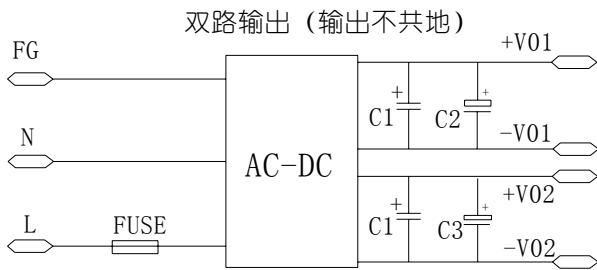 双路输出（输出不共地）
FG
+V01
+
C1
+
C2
N
-V01
AC-DC
+V02
+
C1
+
C3
L
FUSE
-V02